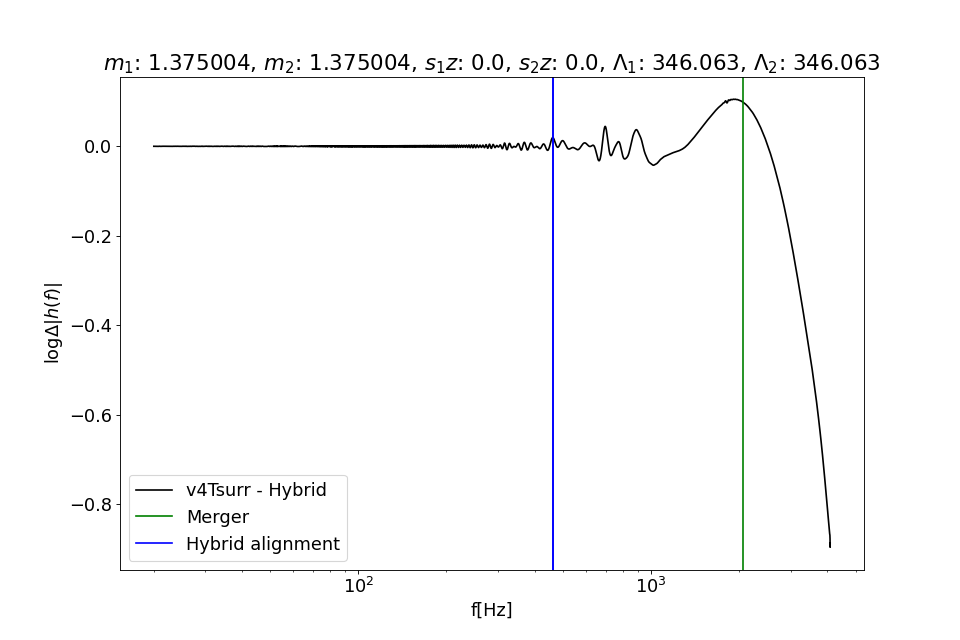 m₁: 1.375004, m₂: 1.375004, s₁z: 0.0, s₂z: 0.0, Λ₁: 346.063, Λ₂: 346.063
0.0
−0.2
−0.4
−0.6
−0.8
logΔ|h(f)|
v4Tsurr - Hybrid
Merger
Hybrid alignment
10² 10³
f[Hz]